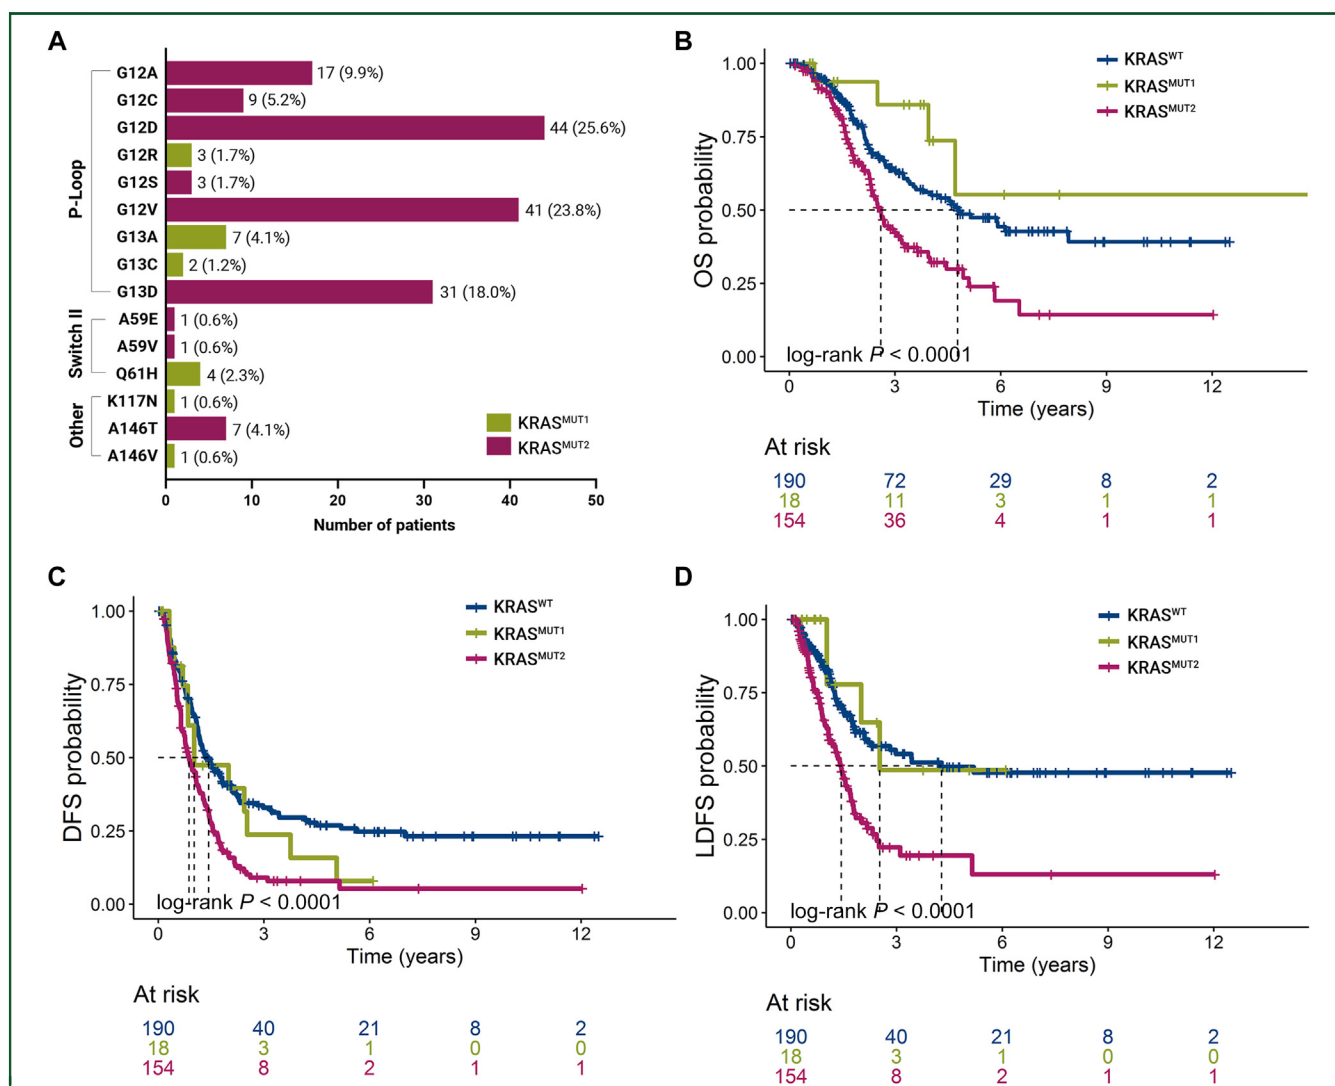 A
P-Loop
G12A 17 (9.9%)
G12C 9 (5.2%)
G12D 44 (25.6%)
G12R 3 (1.7%)
G12S 3 (1.7%)
G12V 41 (23.8%)
G13A 7 (4.1%)
G13C 2 (1.2%)
G13D 31 (18.0%)
Switch II
A59E 1 (0.6%)
A59V 1 (0.6%)
Q61H 4 (2.3%)
Other
K117N 1 (0.6%)
A146T 7 (4.1%)
A146V 1 (0.6%)
KRASMUT1
KRASMUT2
0 10 20 30 40 50
Number of patients
B
KRASWT
KRASMUT1
KRASMUT2
OS probability
1.00
0.75
0.50
0.25
0.00
log-rank P < 0.0001
0 3 6 9 12
Time (years)
At risk
190 72 29 8 2
18 11 3 1 1
154 36 4 1 1
C
KRASWT
KRASMUT1
KRASMUT2
DFS probability
1.00
0.75
0.50
0.25
0.00
log-rank P < 0.0001
0 3 6 9 12
Time (years)
At risk
190 40 21 8 2
18 3 1 0 0
154 8 2 1 1
D
KRASWT
KRASMUT1
KRASMUT2
LDFS probability
1.00
0.75
0.50
0.25
0.00
log-rank P < 0.0001
0 3 6 9 12
Time (years)
At risk
190 40 21 8 2
18 3 1 0 0
154 8 2 1 1